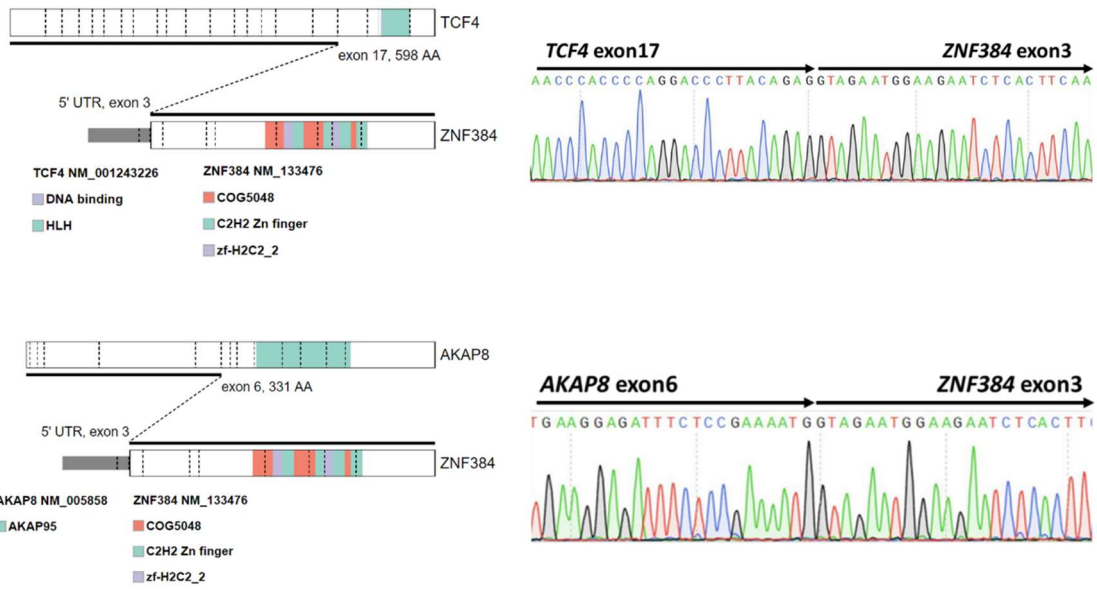 TCF4
exon 17, 598 AA
5' UTR, exon 3
ZNF384
TCF4 NM_001243226
DNA binding
HLH
ZNF384 NM_133476
COG5048
C2H2 Zn finger
zf-H2C2_2
TCF4 exon17
ZNF384 exon3
AACCCACCCCAGGACCCTTACAGAGGTAGAATGGAAGAATCTCACTTCAA
AKAP8
exon 6, 331 AA
5' UTR, exon 3
ZNF384
AKAP8 NM_005858
AKAP95
ZNF384 NM_133476
COG5048
C2H2 Zn finger
zf-H2C2_2
AKAP8 exon6
ZNF384 exon3
TGAAGGAGATTTCTCCGAAAATGGTAGAATGGAAGAATCTCACTT